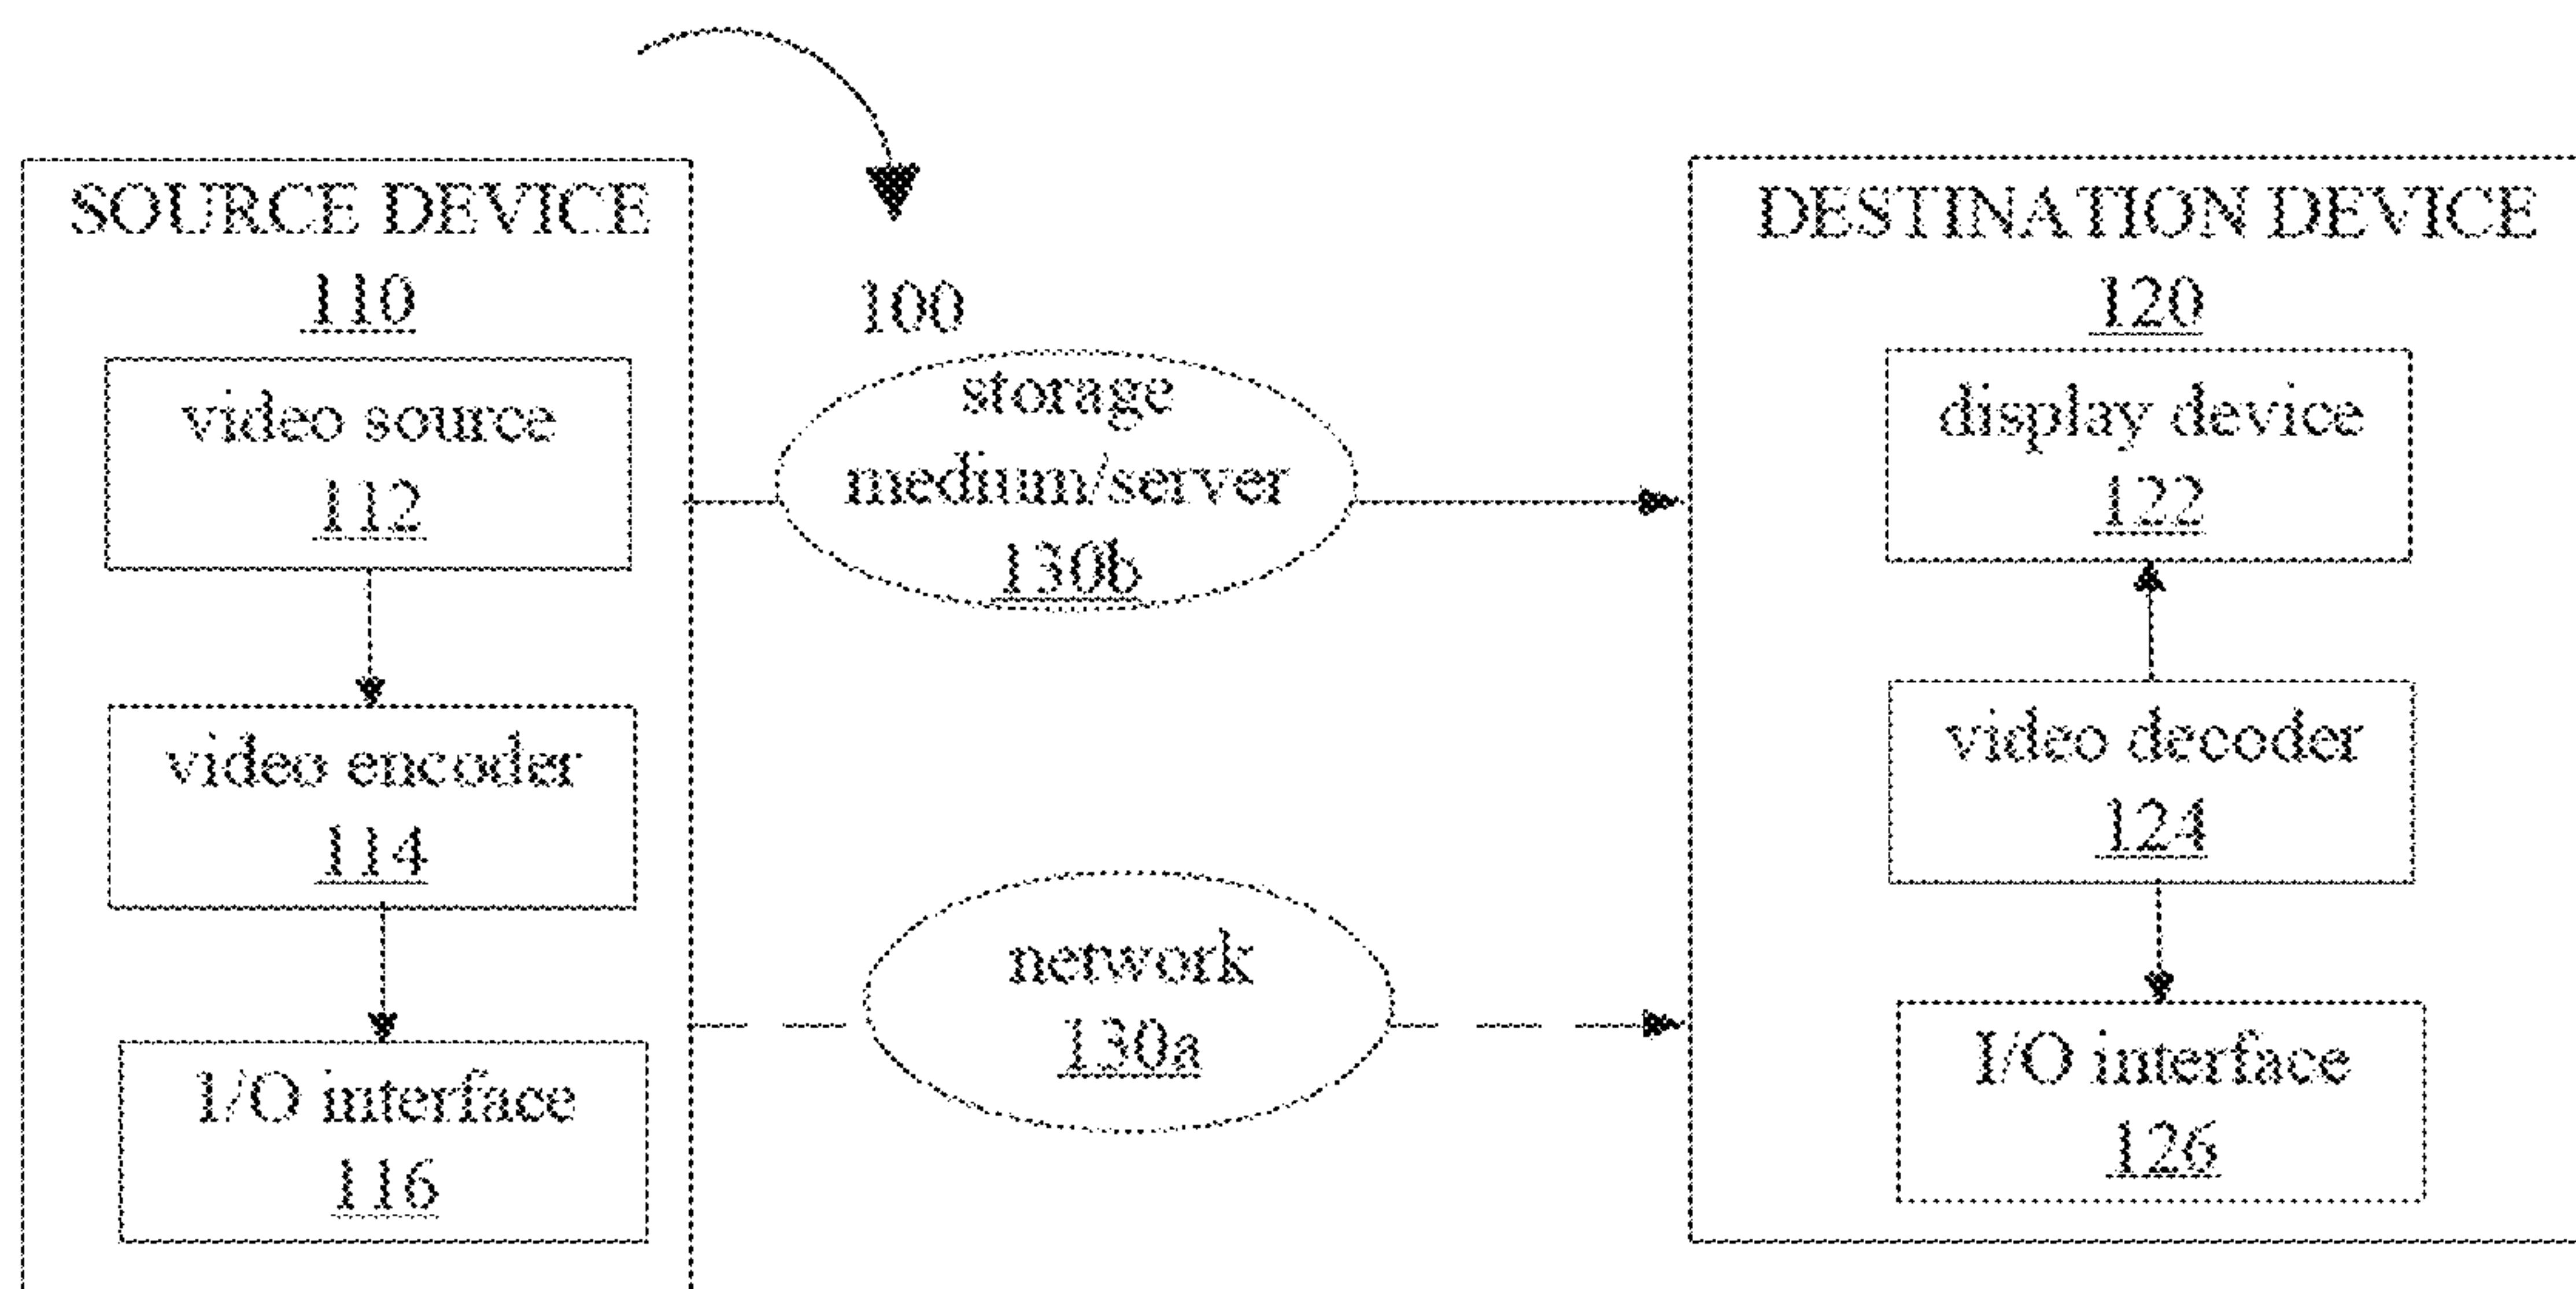 SOURCE DEVICE
110
video source
112
video encoder
114
I/O interface
116
100
storage
medium/server
130b
network
130a
DESTINATION DEVICE
120
display device
122
video decoder
124
I/O interface
126